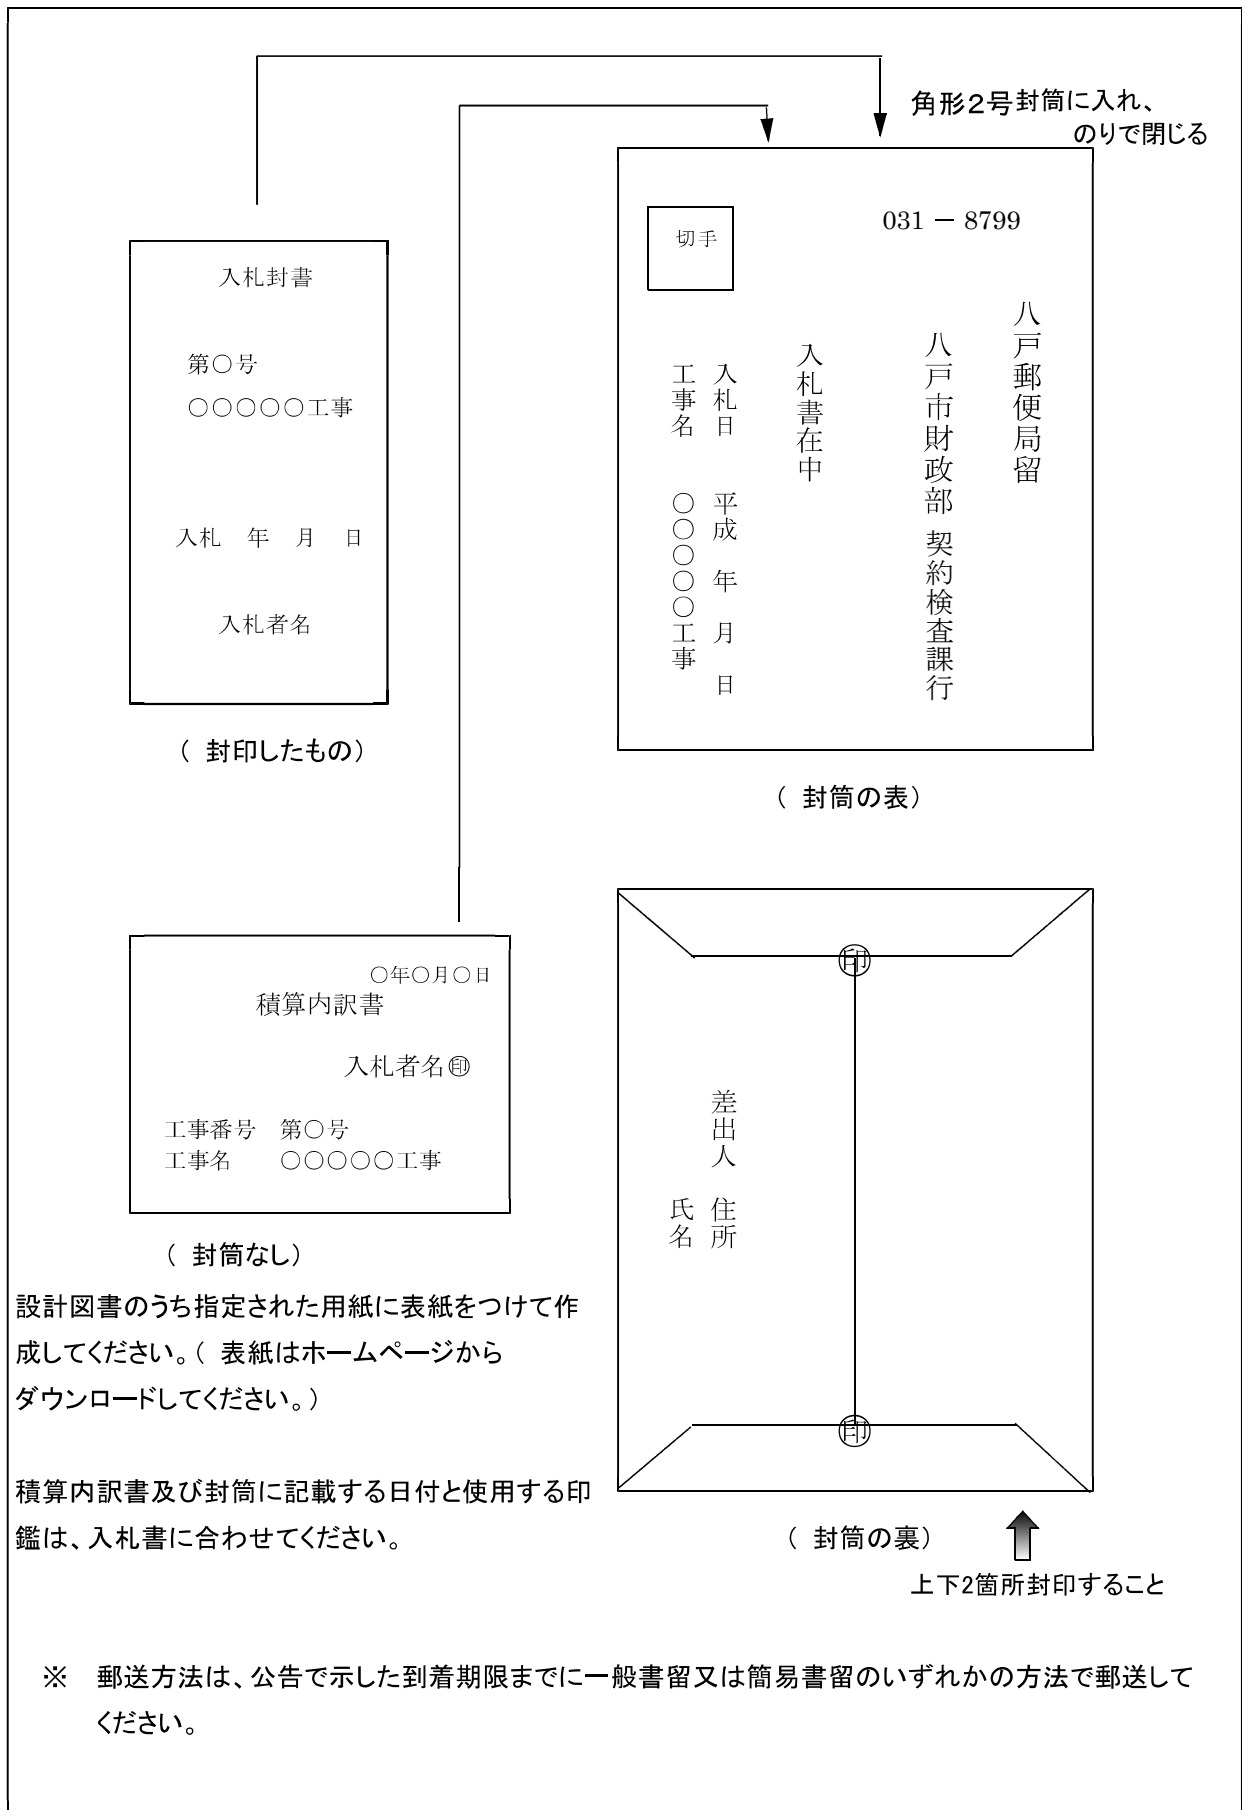 角形2号封筒に入れ、
のりで閉じる
入札封書
第○号
○○○○○工事
入札　年　月　日
入札者名
（ 封印したもの）
切手
031 － 8799
八戸郵便局留
八戸市財政部 契約検査課行
入札書在中
入札日　平成　年　月　日
工事名　○○○○○工事
（ 封筒の表）
○年○月○日
積算内訳書
入札者名㊞
工事番号　第○号
工事名　○○○○○工事
（ 封筒なし）
設計図書のうち指定された用紙に表紙をつけて作
成してください。（ 表紙はホームページから
ダウンロードしてください。）
積算内訳書及び封筒に記載する日付と使用する印
鑑は、入札書に合わせてください。
㊞
差出人　住所
氏名
㊞
（ 封筒の裏）
上下2箇所封印すること
※　郵送方法は、公告で示した到着期限までに一般書留又は簡易書留のいずれかの方法で郵送して
ください。